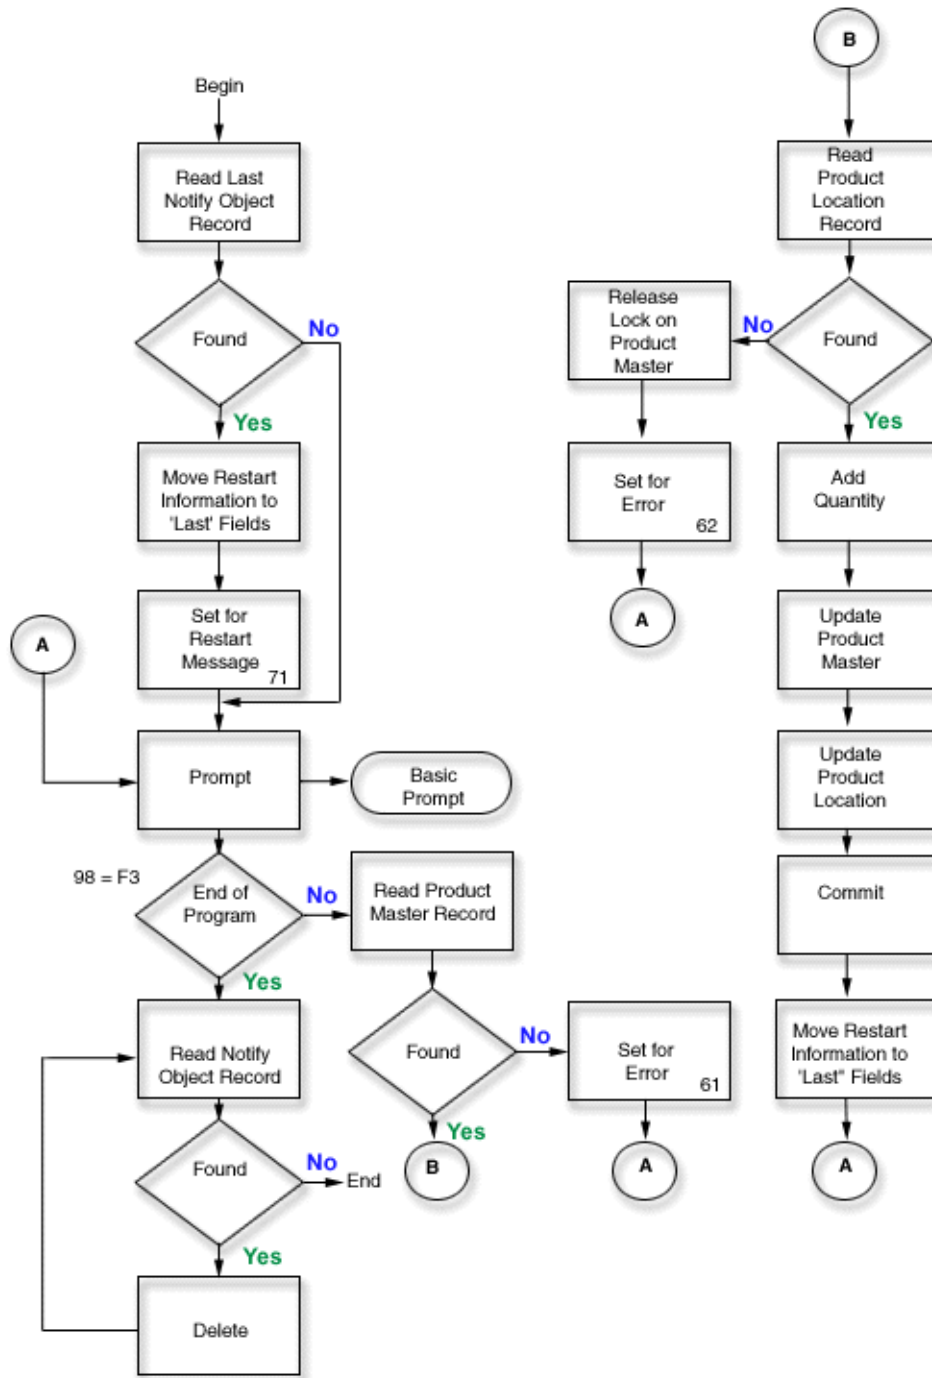 Begin
Read Last
Notify Object
Record
Found
No
Yes
Move Restart
Information to
'Last' Fields
Set for
Restart
Message
71
A
Prompt
Basic
Prompt
98 = F3
End of
Program
No
Yes
Read Product
Master Record
Found
No
Yes
B
Set for
Error
61
A
Read Notify
Object Record
Found
No
End
Yes
Delete
B
Read
Product
Location
Record
Found
No
Yes
Release
Lock on
Product
Master
Set for
Error
62
A
Add
Quantity
Update
Product
Master
Update
Product
Location
Commit
Move Restart
Information to
'Last" Fields
A